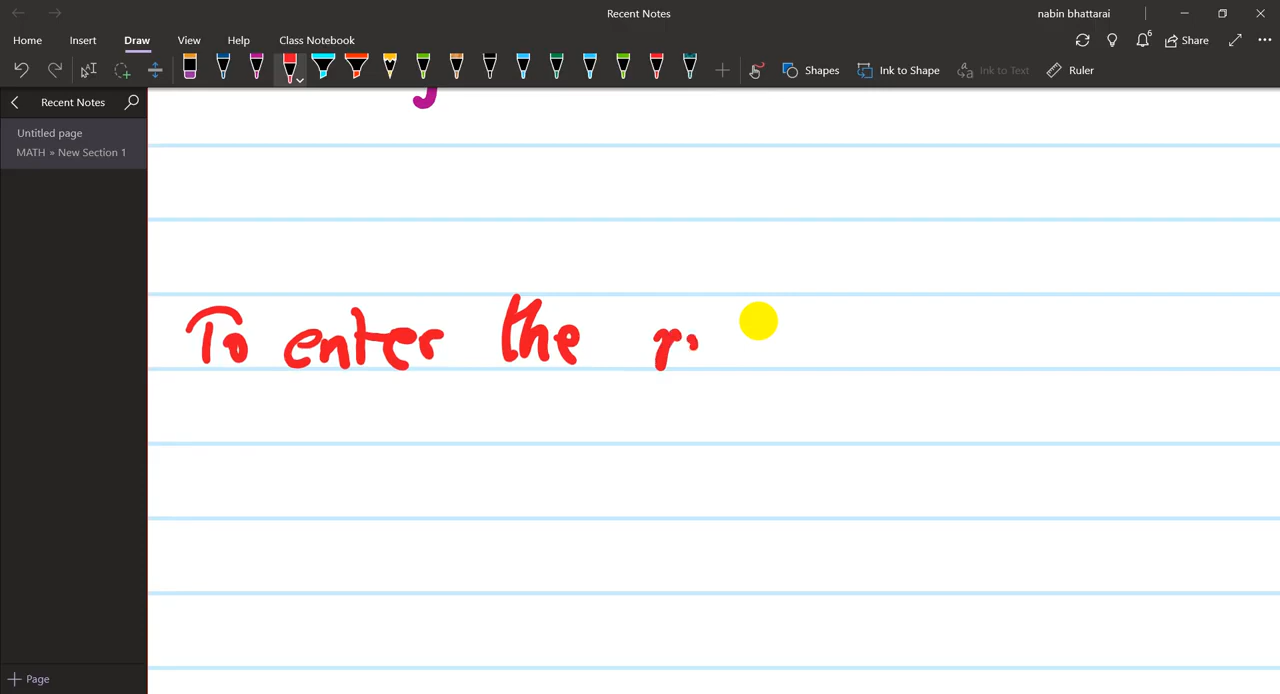 Recent Notes
nabin bhattarai
Home Insert Draw View Help Class Notebook
6
Share
Shapes Ink to Shape Ink to Text Ruler
Recent Notes
Untitled page
MATH » New Section 1
To enter the
Page